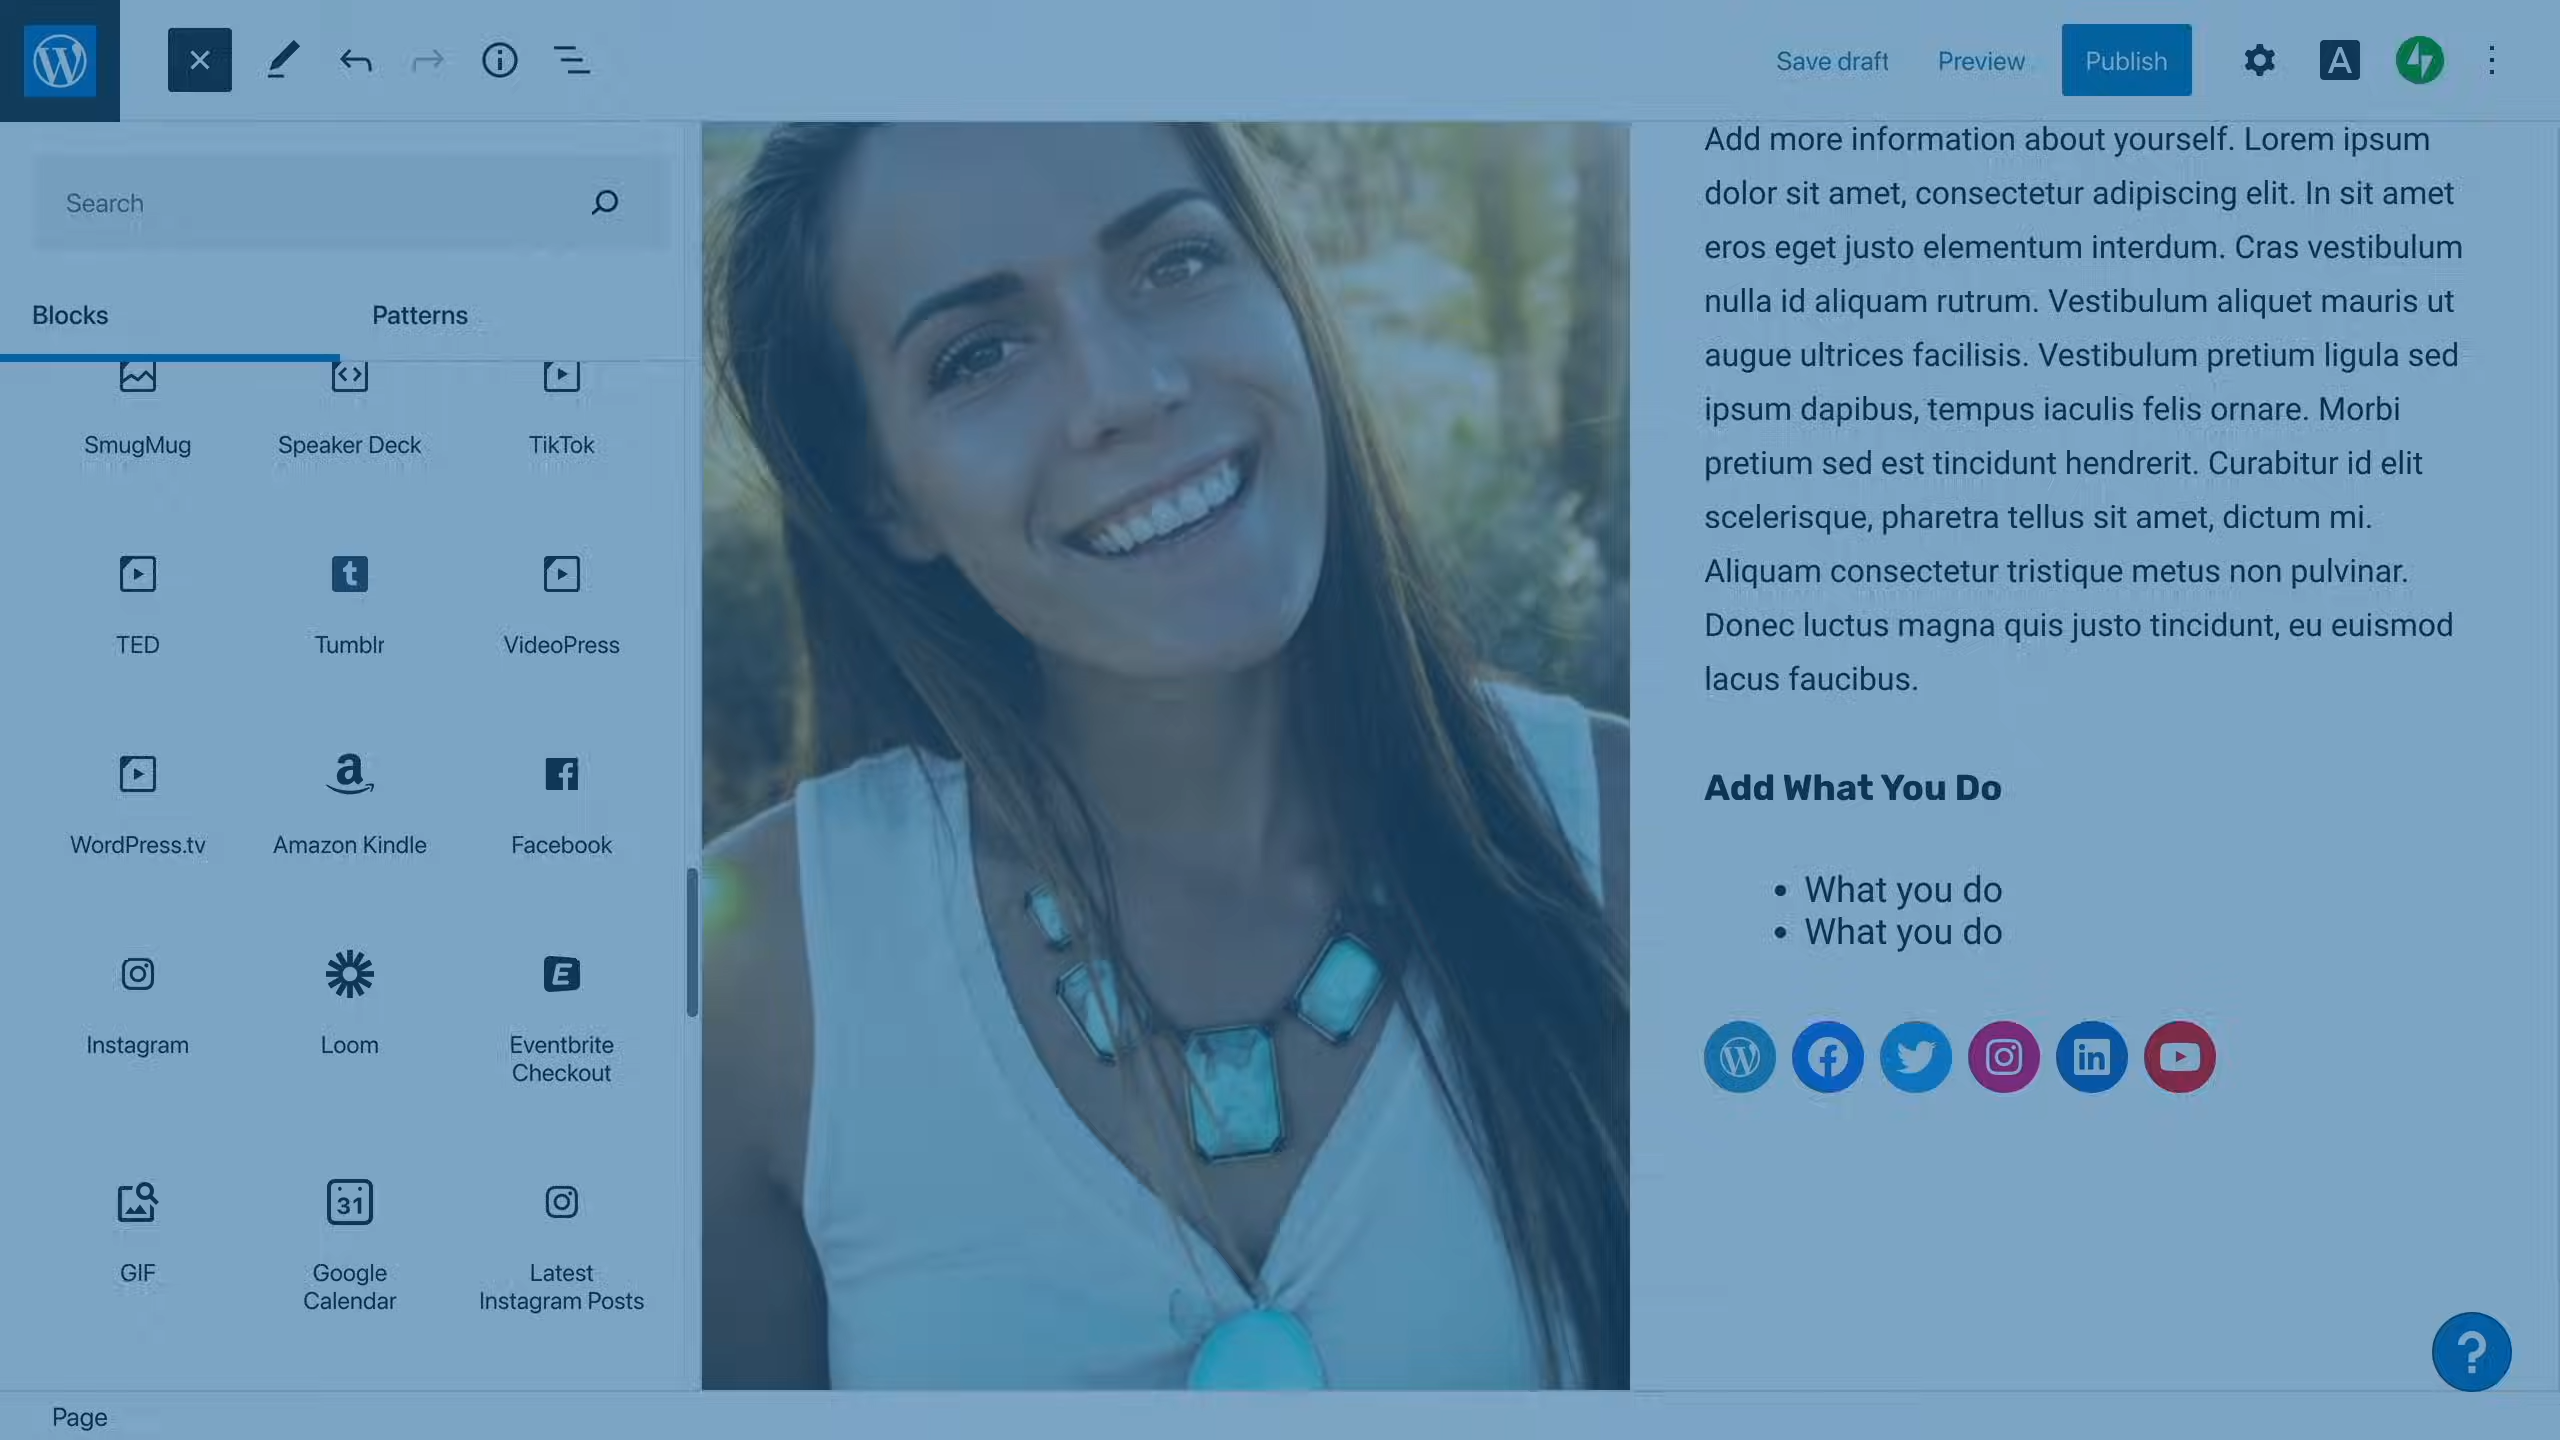 Save draft
Preview
Publish
A
Search
Blocks
Patterns
SmugMug
Speaker Deck
TikTok
t
TED
Tumblr
VideoPress
a
f
WordPress.tv
Amazon Kindle
Facebook
E
Instagram
Loom
Eventbrite
Checkout
31
GIF
Google
Calendar
Latest
Instagram Posts
Add more information about yourself. Lorem ipsum
dolor sit amet, consectetur adipiscing elit. In sit amet
eros eget justo elementum interdum. Cras vestibulum
nulla id aliquam rutrum. Vestibulum aliquet mauris ut
augue ultrices facilisis. Vestibulum pretium ligula sed
ipsum dapibus, tempus iaculis felis ornare. Morbi
pretium sed est tincidunt hendrerit. Curabitur id elit
scelerisque, pharetra tellus sit amet, dictum mi.
Aliquam consectetur tristique metus non pulvinar.
Donec luctus magna quis justo tincidunt, eu euismod
lacus faucibus.
Add What You Do
• What you do
• What you do
in
?
Page